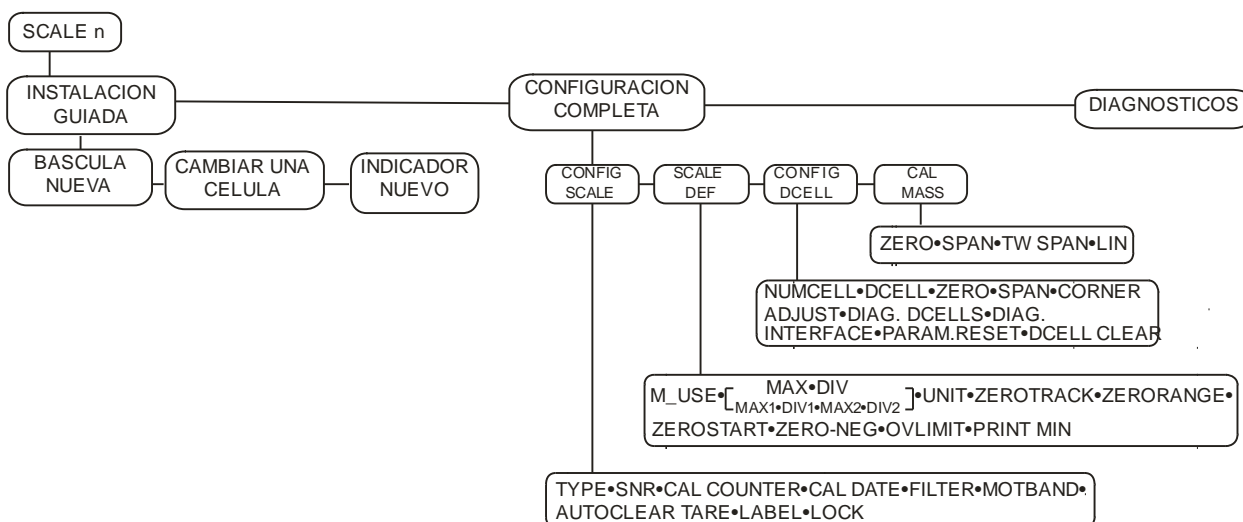 SCALE n
INSTALACION
GUIADA
CONFIGURACION
COMPLETA
DIAGNOSTICOS
BASCULA
NUEVA
CAMBIAR UNA
CELULA
INDICADOR
NUEVO
CONFIG
SCALE
SCALE
DEF
CONFIG
DCELL
CAL
MASS
ZERO•SPAN•TW SPAN•LIN
NUMCELL•DCELL•ZERO•SPAN•CORNER
ADJUST•DIAG. DCELLS•DIAG.
INTERFACE•PARAM.RESET•DCELL CLEAR
M_USE•[MAX•DIV
MAX1•DIV1•MAX2•DIV2]•UNIT•ZEROTRACK•ZERORANGE•
ZEROSTART•ZERO-NEG•OVLIMIT•PRINT MIN
TYPE•SNR•CAL COUNTER•CAL DATE•FILTER•MOTBAND•
AUTOCLEAR TARE•LABEL•LOCK